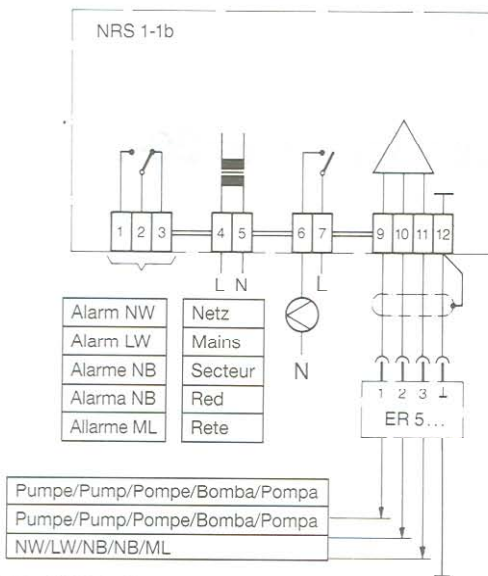 NRS 1-1b
1 2 3 4 5 6 7 9 10 11 12
L N L
N
Alarm NW Netz
Alarm LW Mains
Alarme NB Secteur
Alarma NB Red
Allarme ML Rete
1 2 3
ER 5...
Pumpe/Pump/Pompe/Bomba/Pompa
Pumpe/Pump/Pompe/Bomba/Pompa
NW/LW/NB/NB/ML